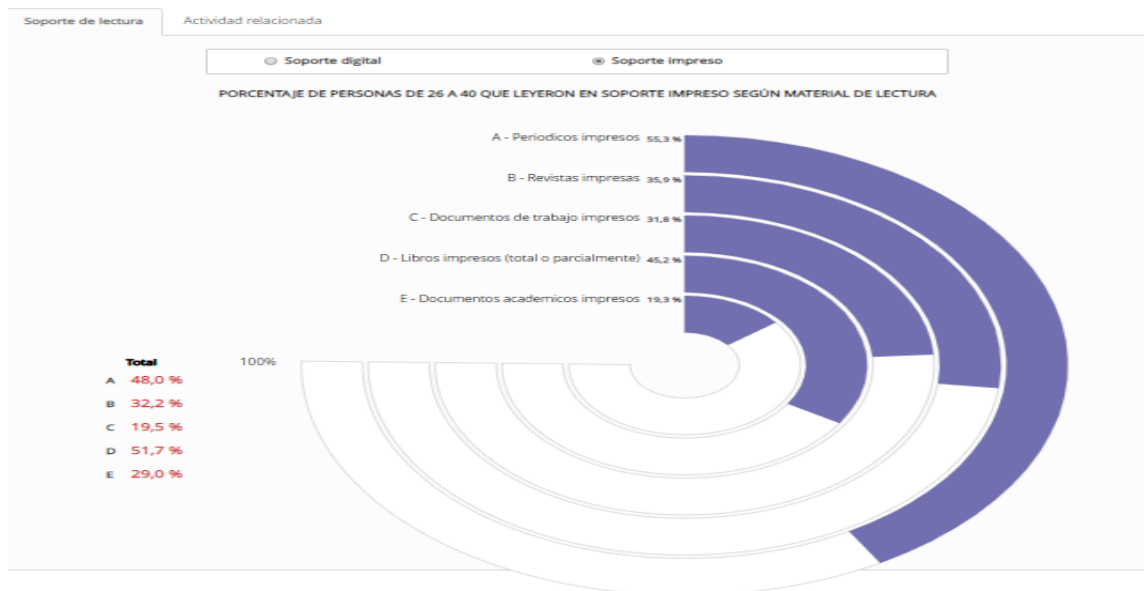 Soporte de lectura
Actividad relacionada
Soporte digital
Soporte impreso
PORCENTAJE DE PERSONAS DE 26 A 40 QUE LEYERON EN SOPORTE IMPRESO SEGÚN MATERIAL DE LECTURA
A - Periodicos impresos 55,3 %
B - Revistas impresas 35,9 %
C - Documentos de trabajo impresos 31,8 %
D - Libros impresos (total o parcialmente) 45,2 %
E - Documentos academicos impresos 19,3 %
100%
Total
A 48,0 %
B 32,2 %
C 19,5 %
D 51,7 %
E 29,0 %